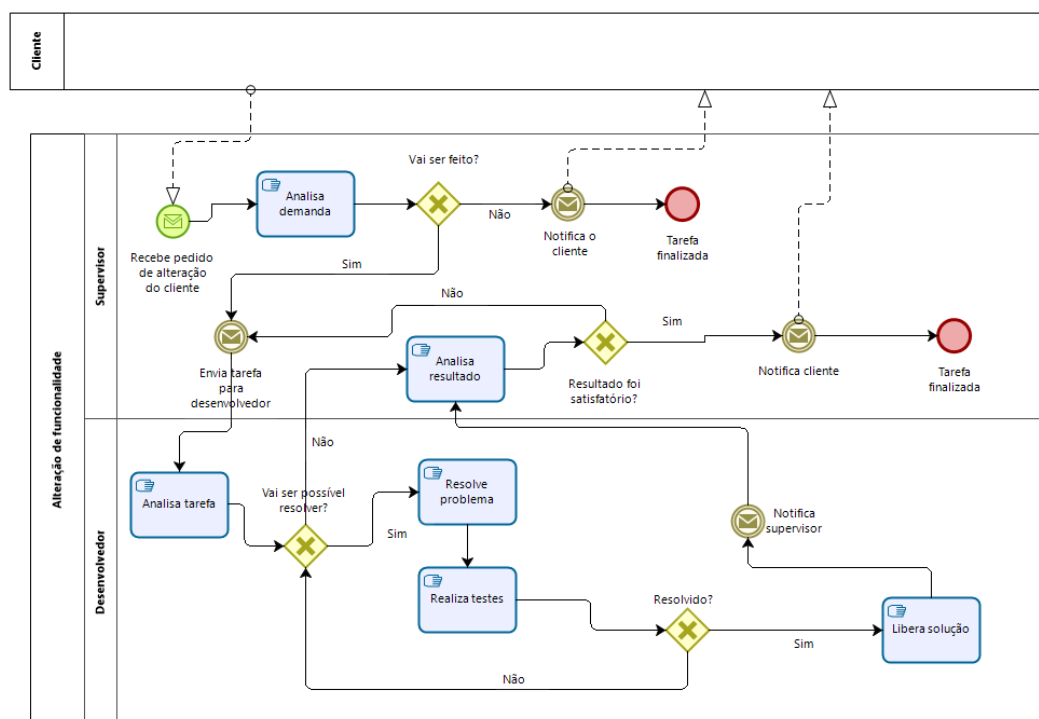 Cliente
Alteração de funcionalidade
Supervisor
Vai ser feito?
Analisa
demanda
Não
Recebe pedido
de alteração
do cliente
Notifica o
cliente
Tarefa
finalizada
Sim
Não
Sim
Envia tarefa
para
desenvolvedor
Analisa
resultado
Resultado foi
satisfatório?
Notifica cliente
Tarefa
finalizada
Desenvolvedor
Não
Analisa tarefa
Vai ser possível
resolver?
Resolve
problema
Sim
Notifica
supervisor
Realiza testes
Resolvido?
Sim
Libera solução
Não